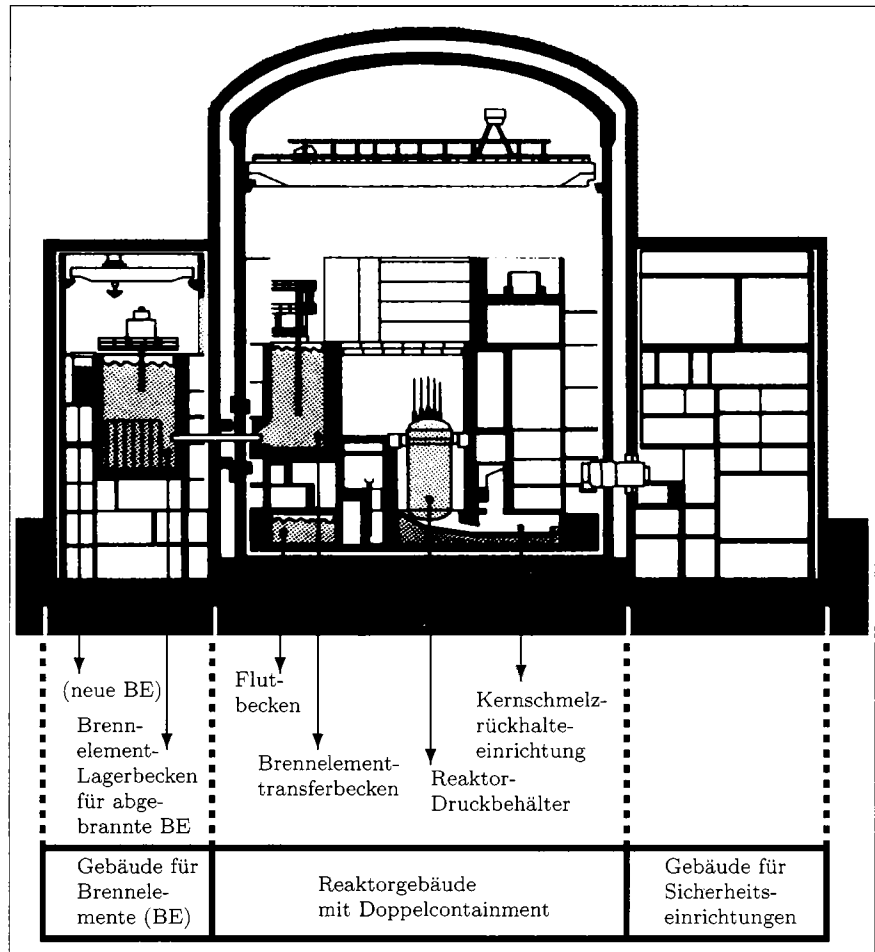 (neue BE)
Brenn-
element-
Lagerbecken
für abge-
brannte BE
Flut-
becken
Brennelement-
transferbecken
Reaktor-
Druckbehälter
Kernschmelz-
rückhalte-
einrichtung
Gebäude für
Brennele-
mente (BE)
Reaktorgebäude
mit Doppelcontainment
Gebäude für
Sicherheits-
einrichtungen